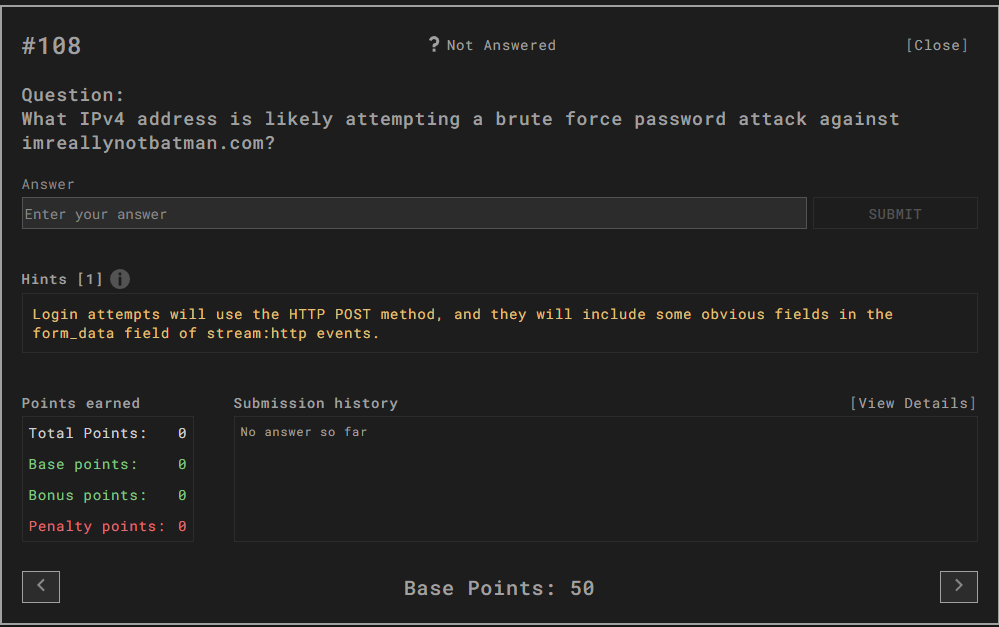 #108
? Not Answered
[Close]
Question:
What IPv4 address is likely attempting a brute force password attack against
imreallynotbatman.com?
Answer
Enter your answer
SUBMIT
Hints [1] i
Login attempts will use the HTTP POST method, and they will include some obvious fields in the
form_data field of stream:http events.
Points earned
Total Points: 0
Base points: 0
Bonus points: 0
Penalty points: 0
Submission history
[View Details]
No answer so far
<
Base Points: 50
>